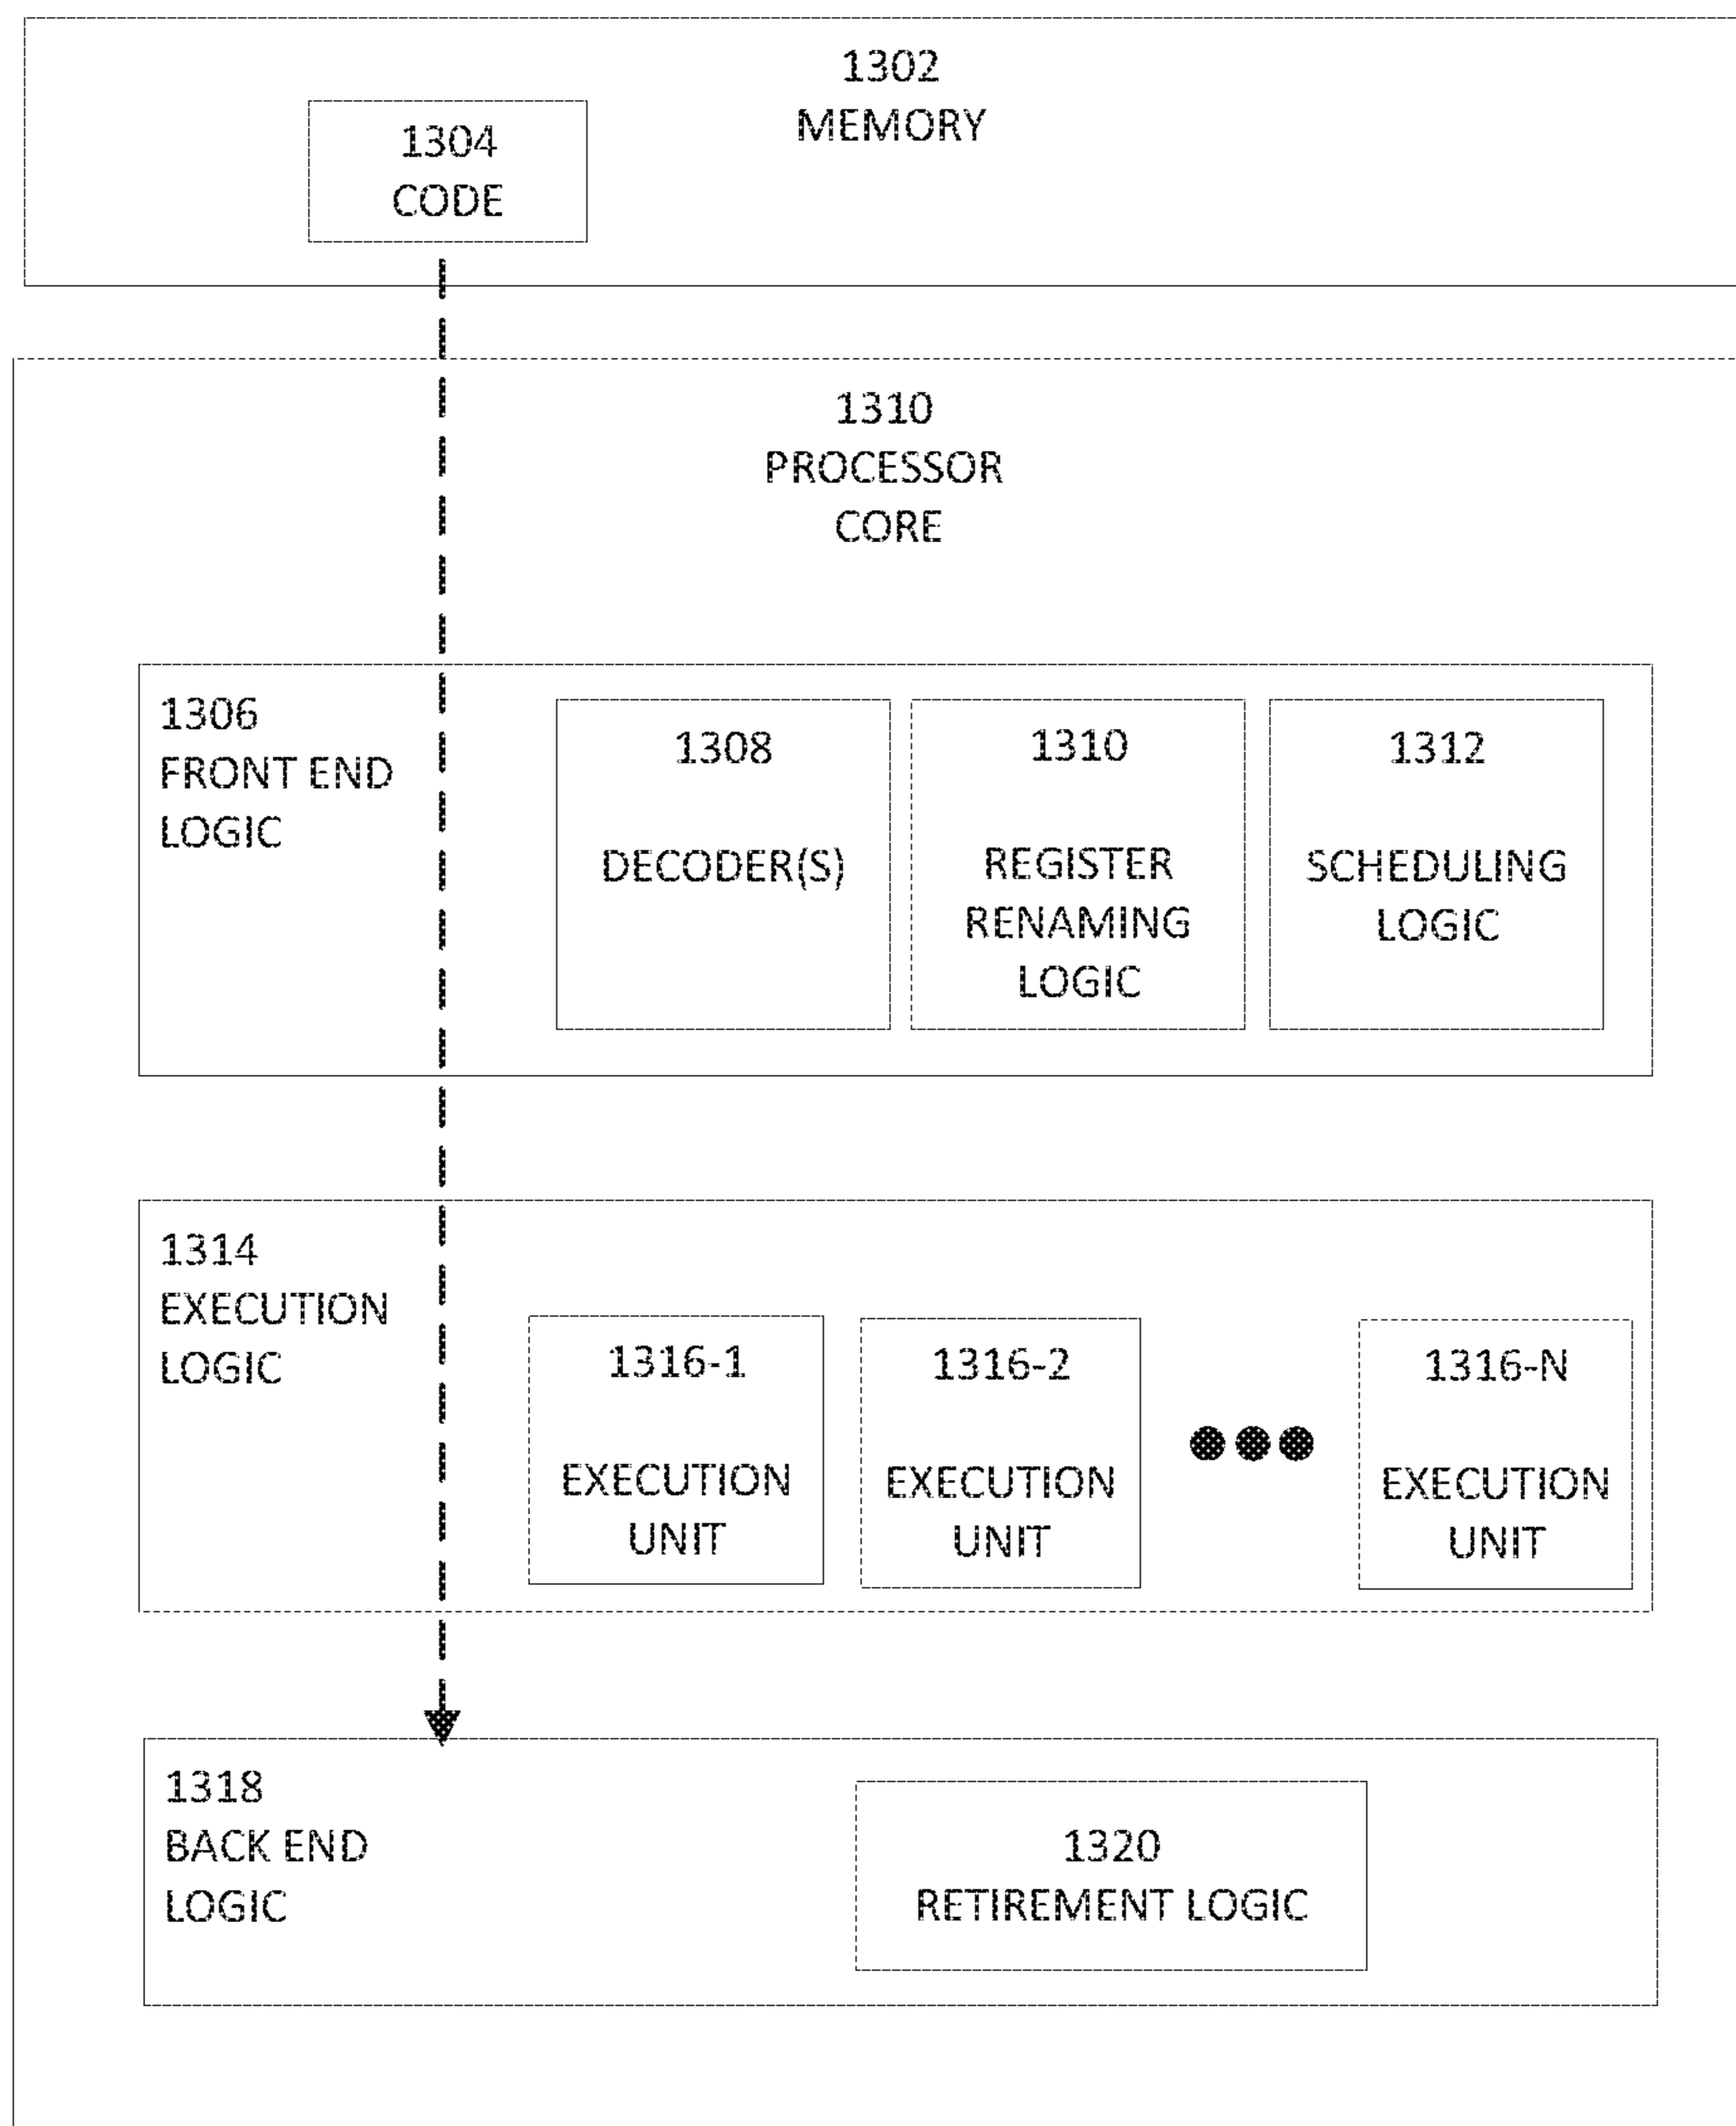 1302
MEMORY
1304
CODE
1310
PROCESSOR
CORE
1306
FRONT END
LOGIC
1308
DECODER(S)
1310
REGISTER
RENAMING
LOGIC
1312
SCHEDULING
LOGIC
1314
EXECUTION
LOGIC
1316-1
EXECUTION
UNIT
1316-2
EXECUTION
UNIT
1316-N
EXECUTION
UNIT
1318
BACK END
LOGIC
1320
RETIREMENT LOGIC